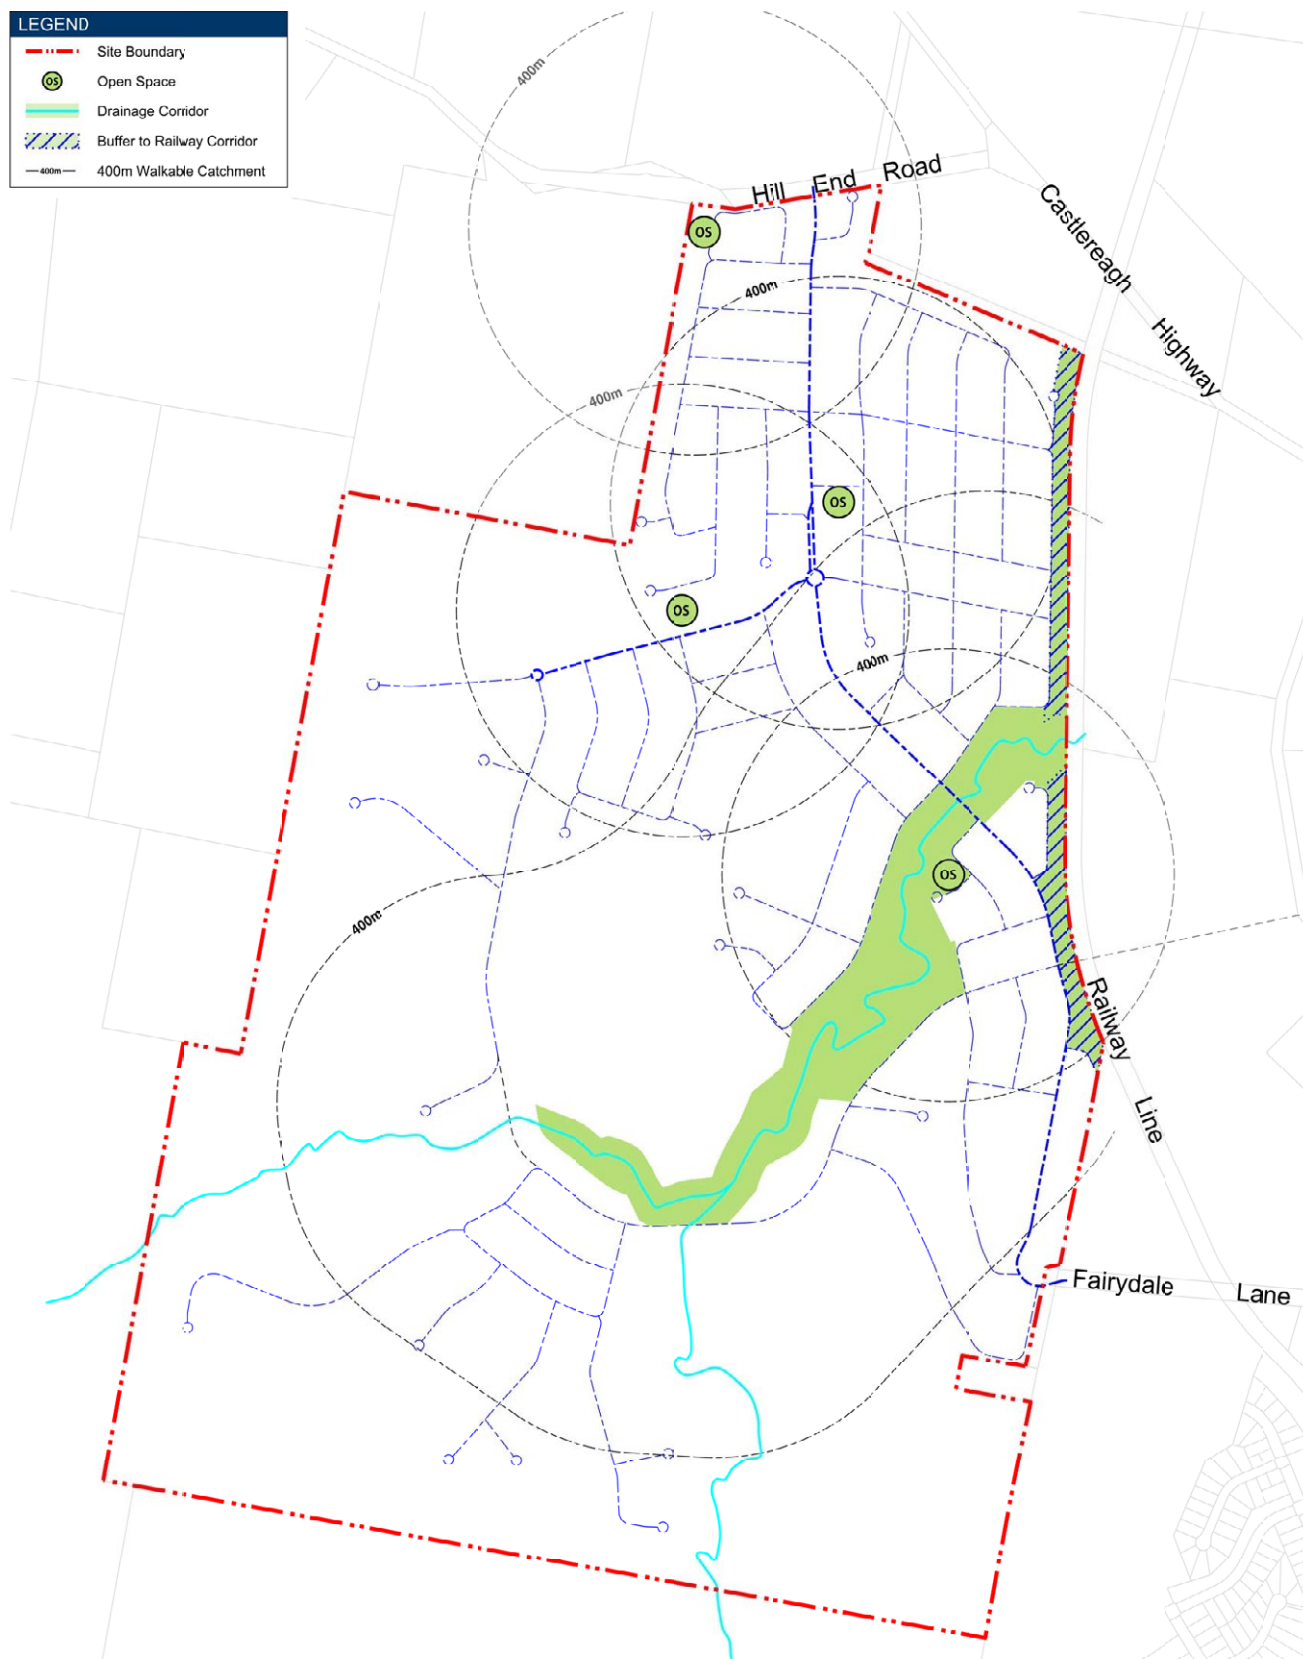 LEGEND
Site Boundary
OS Open Space
Drainage Corridor
Buffer to Railway Corridor
400m 400m Walkable Catchment
400m
Hill End Road
OS
Castlereagh
Highway
400m
400m
OS
OS
400m
OS
400m
Railway
Line
Fairydale Lane